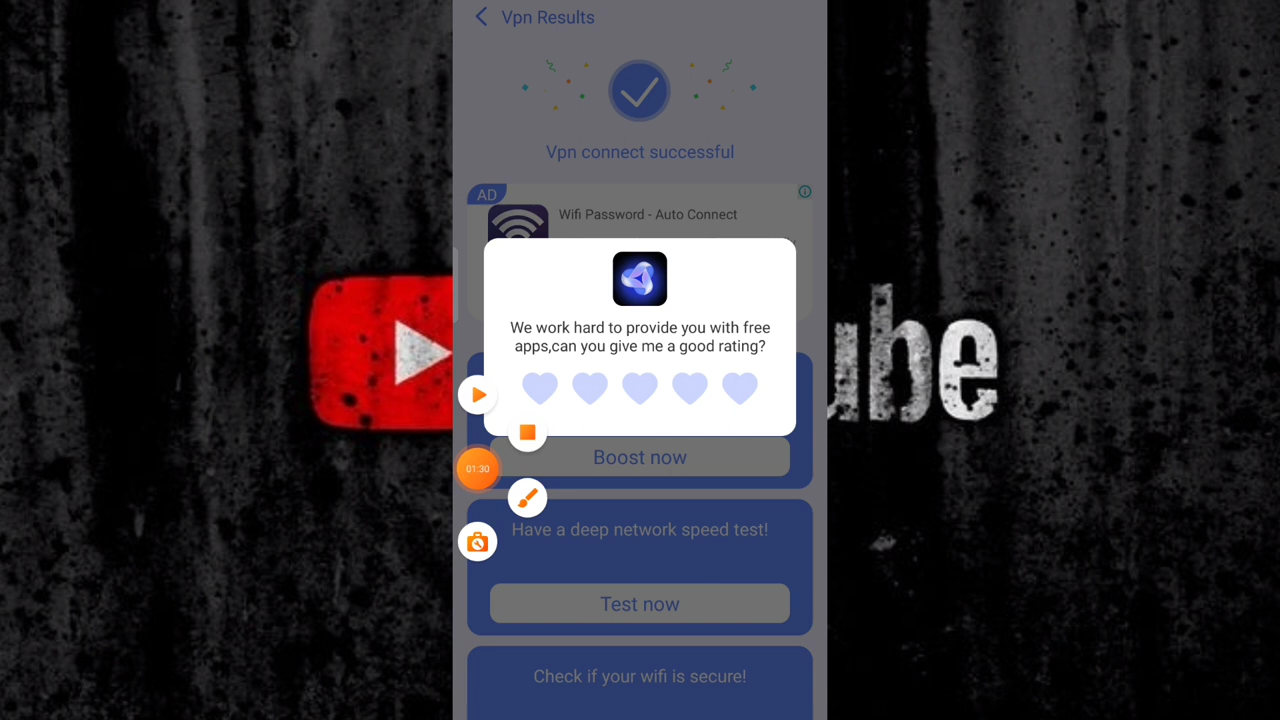 Vpn Results
Vpn connect successful
AD
Wifi Password - Auto Connect
We work hard to provide you with free
apps,can you give me a good rating?
01:30
Boost now
Have a deep network speed test!
Test now
Check if your wifi is secure!
ube